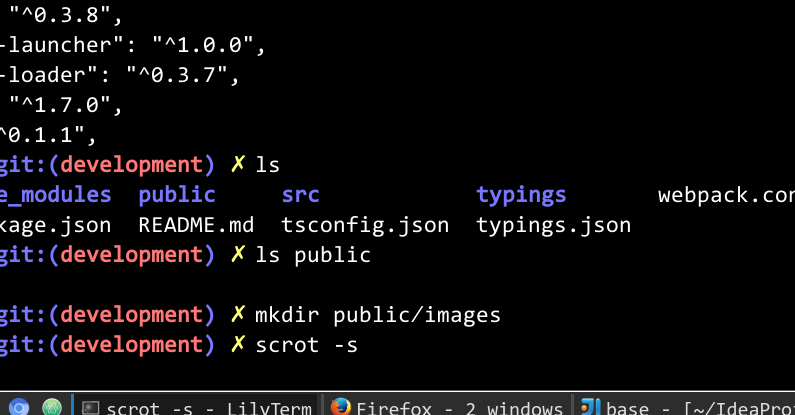 "^0.3.8",
-launcher": "^1.0.0",
-loader": "^0.3.7",
"^1.7.0",
^0.1.1",
git:(development) ✗ ls
e_modules public src typings webpack.con
kage.json README.md tsconfig.json typings.json
git:(development) ✗ ls public
git:(development) ✗ mkdir public/images
git:(development) ✗ scrot -s
scrot -s - LilyTerm Firefox - 2 windows base - [~/IdeaProj